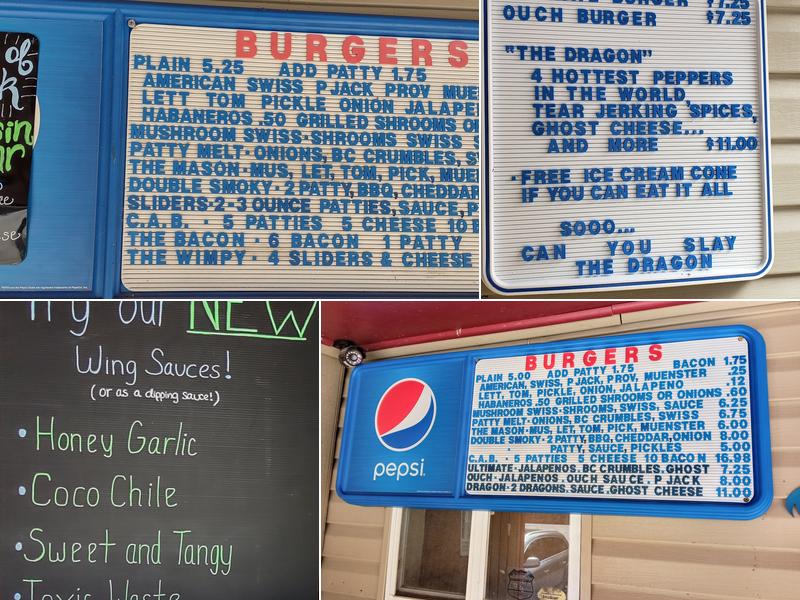 BURGERS
PLAIN 5.25 ADD PATTY 1.75
AMERICAN SWISS P JACK PROV
LETT TOM PICKLE ONION
HABANEROS .50 GRILLED SHROOMS
MUSHROOM SWISS-SHROOMS SWISS
PATTY MELT-ONIONS, BC CRUMBLES,
THE MASON-MUS, LET, TOM, PICK,
DOUBLE SMOKY-2 PATTY, BBQ, CHEDDAR
SLIDERS-2-3 OUNCE PATTIES, SAUCE,
C.A.B. · 5 PATTIES 5 CHEESE 10
THE BACON · 6 BACON 1 PATTY
THE WIMPY · 4 SLIDERS & CHEESE
of
BURGER $7.25
OUCH BURGER $7.25
"THE DRAGON"
4 HOTTEST PEPPERS
IN THE WORLD,
TEAR JERKING SPICES,
GHOST CHEESE...
AND MORE $11.00
·FREE ICE CREAM CONE
IF YOU CAN EAT IT ALL
SOOO...
CAN YOU SLAY
THE DRAGON
Try our NEW
Wing Sauces!
(or as a dipping sauce!)
• Honey Garlic
• Coco Chile
• Sweet and Tangy
• Toxic Waste
pepsi
BURGERS
PLAIN 5.00 ADD PATTY 1.75 BACON 1.75
AMERICAN, SWISS, P JACK, PROV, MUENSTER .25
LETT, TOM, PICKLE, ONION, JALAPENO .12
HABANEROS .50 GRILLED SHROOMS OR ONIONS .60
MUSHROOM SWISS-SHROOMS, SWISS, SAUCE 6.25
PATTY MELT-ONIONS, BC CRUMBLES, SWISS 6.75
THE MASON-MUS, LET, TOM, PICK, MUENSTER 6.00
DOUBLE SMOKY-2 PATTY, BBQ, CHEDDAR, ONION 8.00
PATTY, SAUCE, PICKLES 5.00
C.A.B. · 5 PATTIES 5 CHEESE 10 BACON 16.98
ULTIMATE-JALAPENOS, BC CRUMBLES, GHOST 7.25
OUCH-JALAPENOS, OUCH SAUCE, P JACK 8.00
DRAGON-2 DRAGONS, SAUCE, GHOST CHEESE 11.00